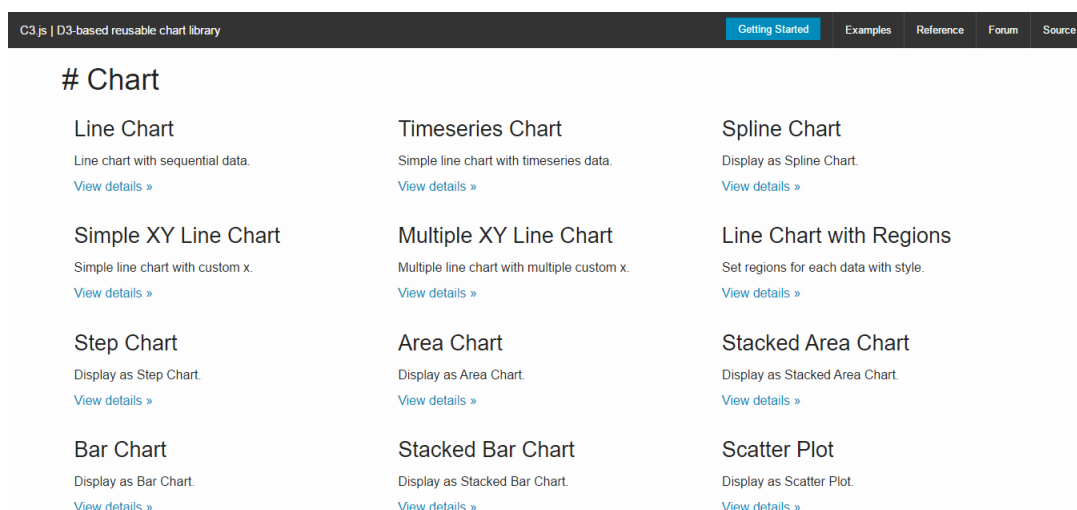 C3.js | D3-based reusable chart library
Getting Started
Examples
Reference
Forum
Source
# Chart
Line Chart
Line chart with sequential data.
View details »
Timeseries Chart
Simple line chart with timeseries data.
View details »
Spline Chart
Display as Spline Chart.
View details »
Simple XY Line Chart
Simple line chart with custom x.
View details »
Multiple XY Line Chart
Multiple line chart with multiple custom x.
View details »
Line Chart with Regions
Set regions for each data with style.
View details »
Step Chart
Display as Step Chart.
View details »
Area Chart
Display as Area Chart.
View details »
Stacked Area Chart
Display as Stacked Area Chart.
View details »
Bar Chart
Display as Bar Chart.
View details »
Stacked Bar Chart
Display as Stacked Bar Chart.
View details »
Scatter Plot
Display as Scatter Plot.
View details »